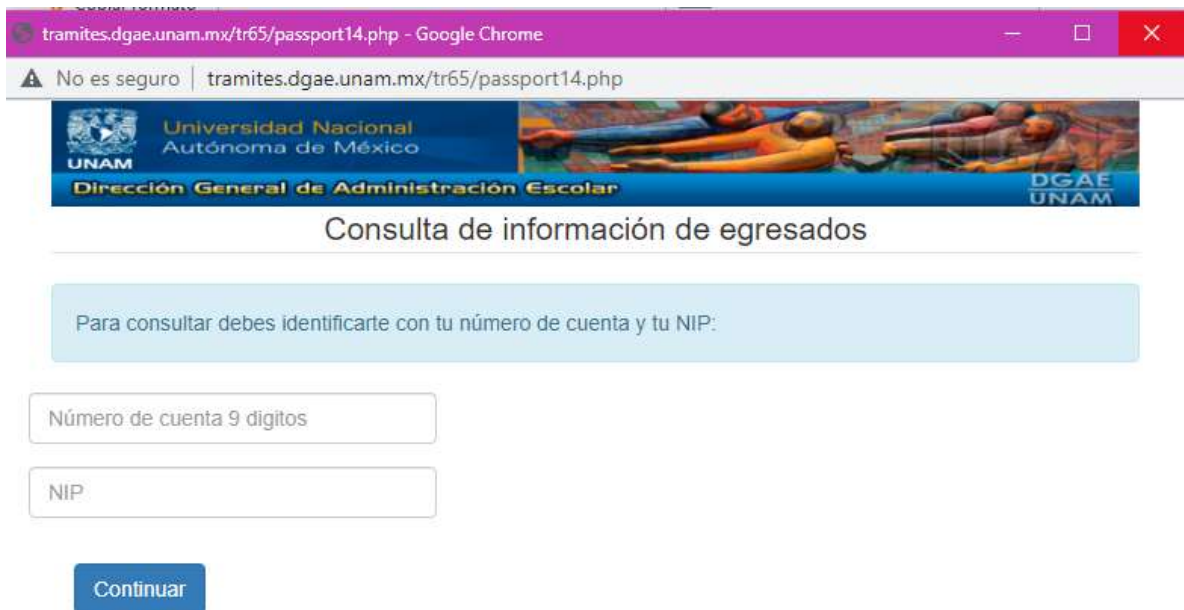 tramites.dgae.unam.mx/tr65/passport14.php - Google Chrome
No es seguro | tramites.dgae.unam.mx/tr65/passport14.php
Universidad Nacional
Autónoma de México
UNAM
Dirección General de Administración Escolar
DGAE
UNAM
Consulta de información de egresados
Para consultar debes identificarte con tu número de cuenta y tu NIP:
Número de cuenta 9 digitos
NIP
Continuar